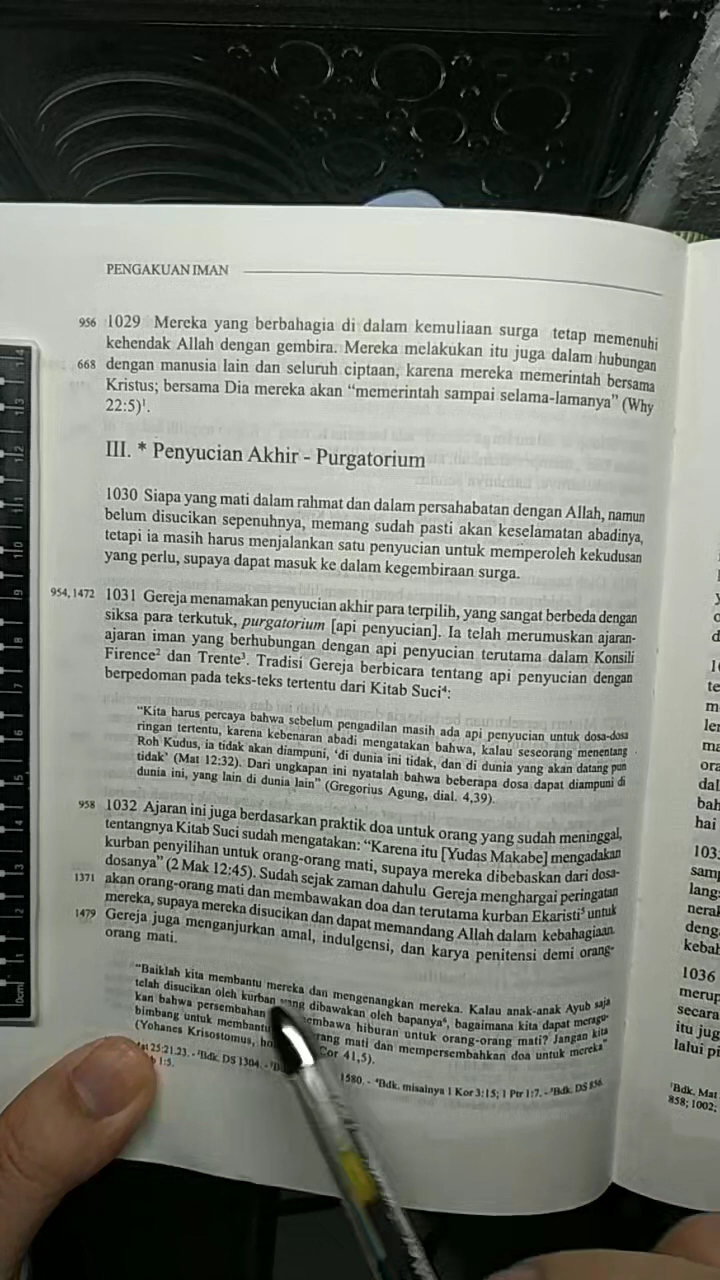 PENGAKUAN IMAN
956 1029 Mereka yang berbahagia di dalam kemuliaan surga tetap memenuhi
kehendak Allah dengan gembira. Mereka melakukan itu juga dalam hubungan
668 dengan manusia lain dan seluruh ciptaan, karena mereka memerintah bersama
Kristus; bersama Dia mereka akan “memerintah sampai selama-lamanya” (Why
22:5)¹.
III. * Penyucian Akhir - Purgatorium
1030 Siapa yang mati dalam rahmat dan dalam persahabatan dengan Allah, namun
belum disucikan sepenuhnya, memang sudah pasti akan keselamatan abadinya,
tetapi ia masih harus menjalankan satu penyucian untuk memperoleh kekudusan
yang perlu, supaya dapat masuk ke dalam kegembiraan surga.
954, 1472 1031 Gereja menamakan penyucian akhir para terpilih, yang sangat berbeda dengan
siksa para terkutuk, purgatorium [api penyucian]. Ia telah merumuskan ajaran-
ajaran iman yang berhubungan dengan api penyucian terutama dalam Konsili
Firence² dan Trente³. Tradisi Gereja berbicara tentang api penyucian dengan
berpedoman pada teks-teks tertentu dari Kitab Suci⁴:
“Kita harus percaya bahwa sebelum pengadilan masih ada api penyucian untuk dosa-dosa
ringan tertentu, karena kebenaran abadi mengatakan bahwa, kalau seseorang menentang
Roh Kudus, ia tidak akan diampuni, ‘di dunia ini tidak, dan di dunia yang akan datang pun
tidak’ (Mat 12:32). Dari ungkapan ini nyatalah bahwa beberapa dosa dapat diampuni di
dunia ini, yang lain di dunia lain” (Gregorius Agung, dial. 4,39).
958 1032 Ajaran ini juga berdasarkan praktik doa untuk orang yang sudah meninggal,
tentangnya Kitab Suci sudah mengatakan: “Karena itu [Yudas Makabe] mengadakan
kurban penyilihan untuk orang-orang mati, supaya mereka dibebaskan dari dosa-
dosanya” (2 Mak 12:45). Sudah sejak zaman dahulu Gereja menghargai peringatan
1371 akan orang-orang mati dan membawakan doa dan terutama kurban Ekaristi⁵ untuk
mereka, supaya mereka disucikan dan dapat memandang Allah dalam kebahagiaan.
1479 Gereja juga menganjurkan amal, indulgensi, dan karya penitensi demi orang-
orang mati.
“Baiklah kita membantu mereka dan mengenangkan mereka. Kalau anak-anak Ayub saja
telah disucikan oleh kurban yang dibawakan oleh bapanya⁶, bagaimana kita dapat meragu-
kan bahwa persembahan membawa hiburan untuk orang-orang mati? Jangan kita
bimbang untuk membantu orang mati dan mempersembahkan doa untuk mereka”
(Yohanes Krisostomus, Cor 41,5).
25:21.23. - ²Bdk. DS 1304. - 1580. - ⁴Bdk. misalnya 1 Kor 3:15; 1 Ptr 1:7. - ⁵Bdk. DS 856.
1:5.
hai
1036
¹Bdk. Mat
858; 1002;